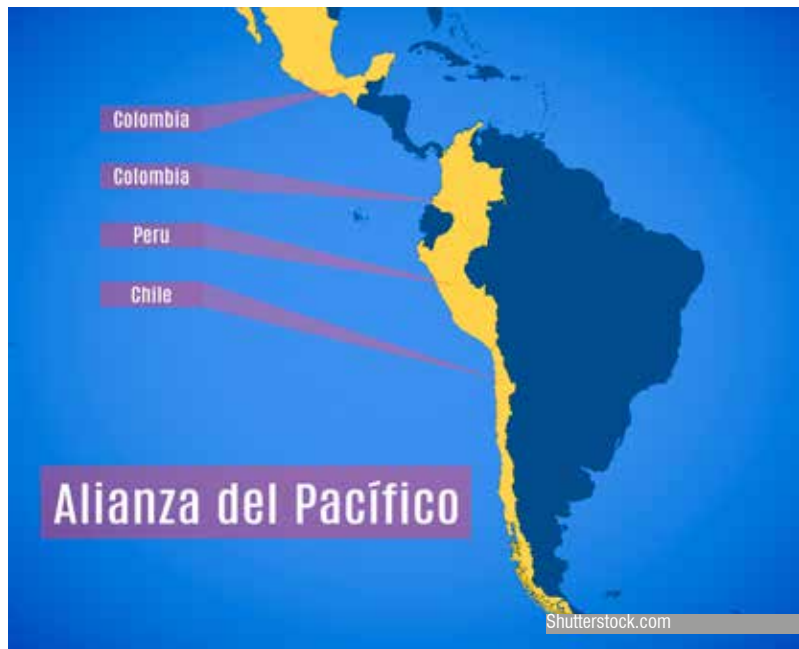 Colombia
Colombia
Peru
Chile
Alianza del Pacífico
Shutterstock.com